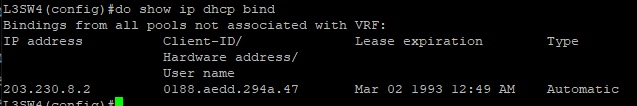 L3SW4(config)#do show ip dhcp bind
Bindings from all pools not associated with VRF:
IP address          Client-ID/              Lease expiration        Type
                    Hardware address/
                    User name
203.230.8.2         0188.aedd.294a.47       Mar 02 1993 12:49 AM    Automatic
L3SW4(config)#